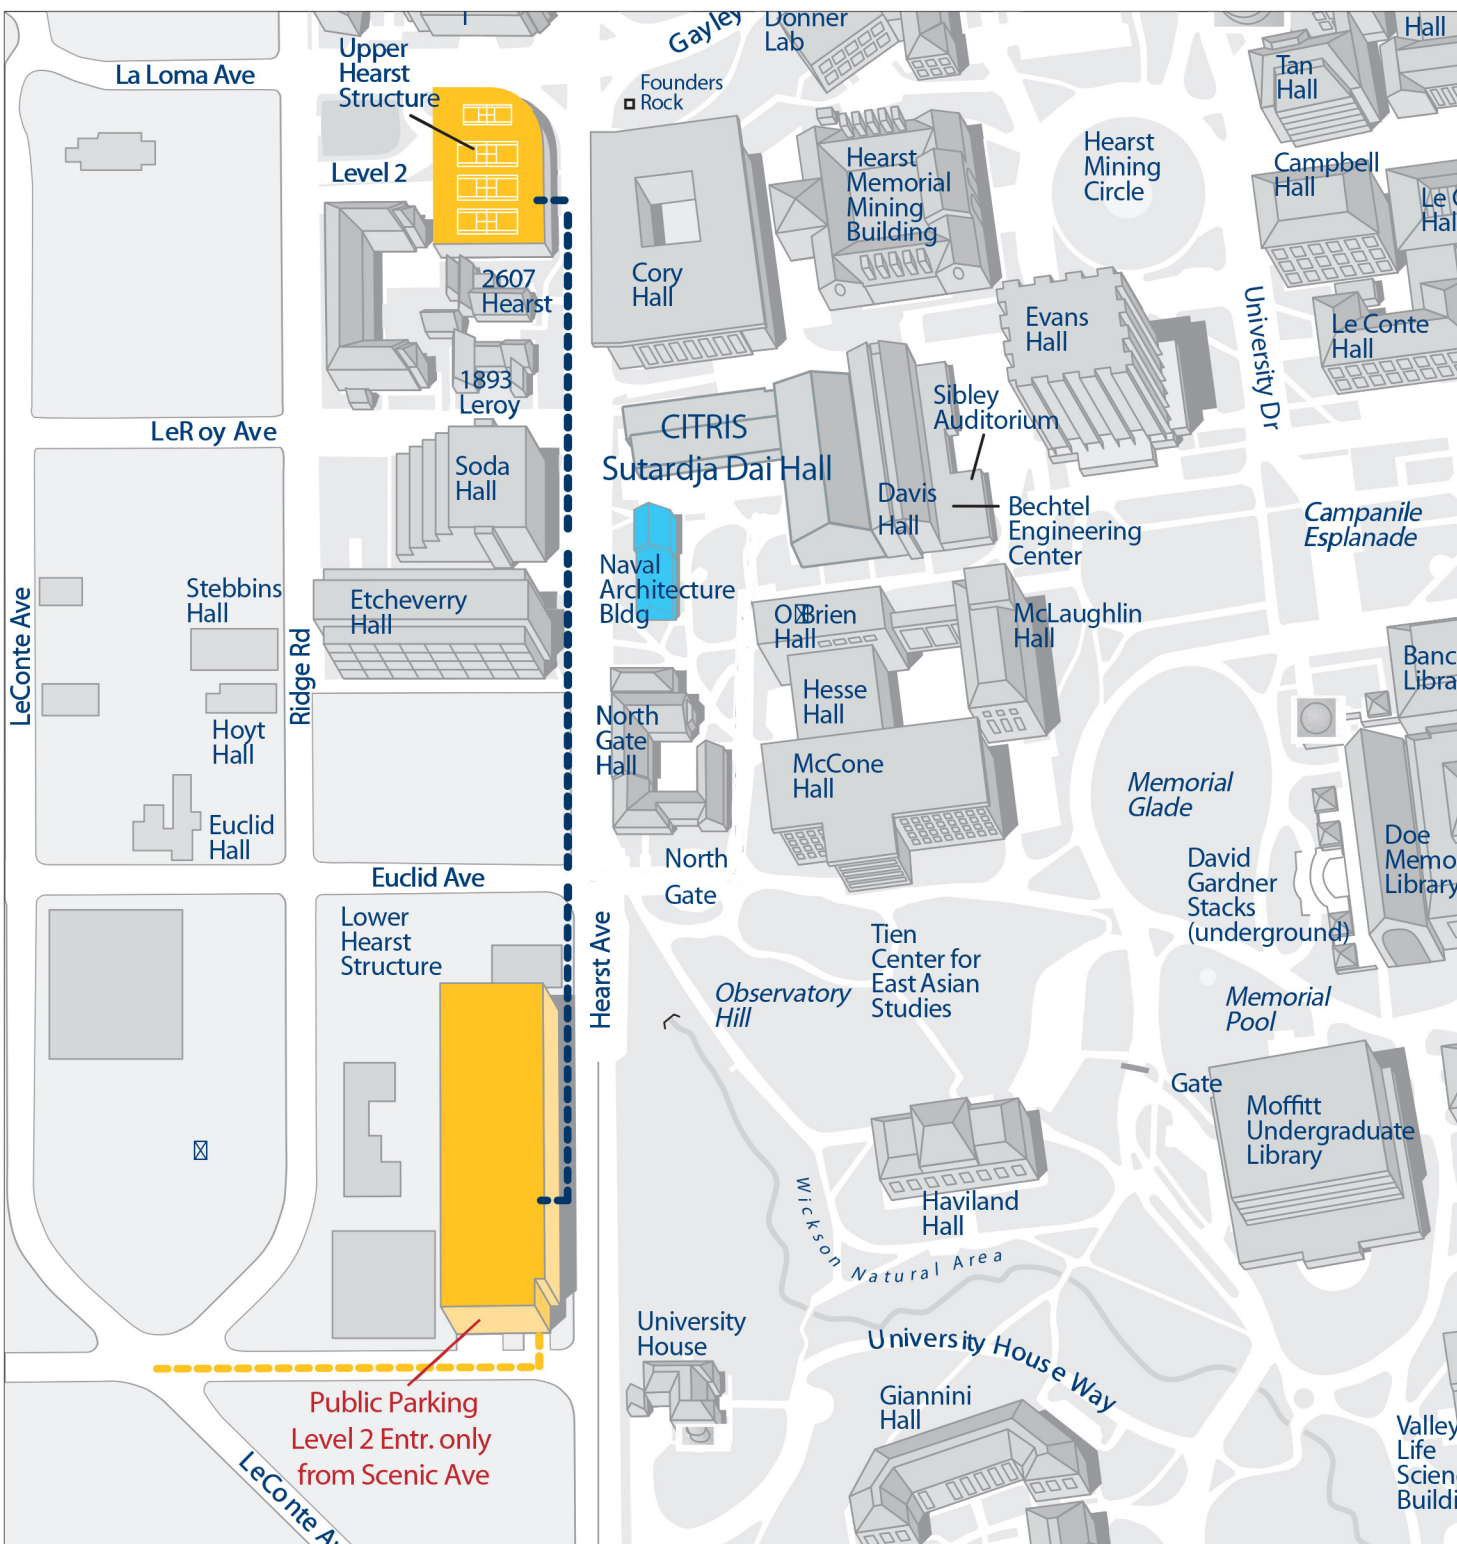 Gayley
Donner
Lab
Hall
Upper
Hearst
Structure
La Loma Ave
Founders
Rock
Tan
Hall
Level 2
Hearst
Memorial
Mining
Building
Hearst
Mining
Circle
Campbell
Hall
Cory
Hall
2607
Hearst
Evans
Hall
University Dr
Le Conte
Hall
1893
Leroy
Sibley
Auditorium
LeRoy Ave
CITRIS
Sutardja Dai Hall
Soda
Hall
Davis
Hall
Bechtel
Engineering
Center
Campanile
Esplanade
Naval
Architecture
Bldg
Stebbins
Hall
Etcheverry
Hall
O Brien
Hall
McLaughlin
Hall
LeConte Ave
Ridge Rd
Hesse
Hall
Hoyt
Hall
North
Gate
Hall
McCone
Hall
Memorial
Glade
Euclid
Hall
Doe
Memo
Library
North
Gate
David
Gardner
Stacks
(underground)
Euclid Ave
Lower
Hearst
Structure
Hearst Ave
Tien
Center for
East Asian
Studies
Observatory
Hill
Memorial
Pool
Gate
Moffitt
Undergraduate
Library
Haviland
Hall
Wickson Natural Area
University
House
University House Way
Giannini
Hall
Public Parking
Level 2 Entr. only
from Scenic Ave
Valley
Life
Scien
Buildi
LeConte Av